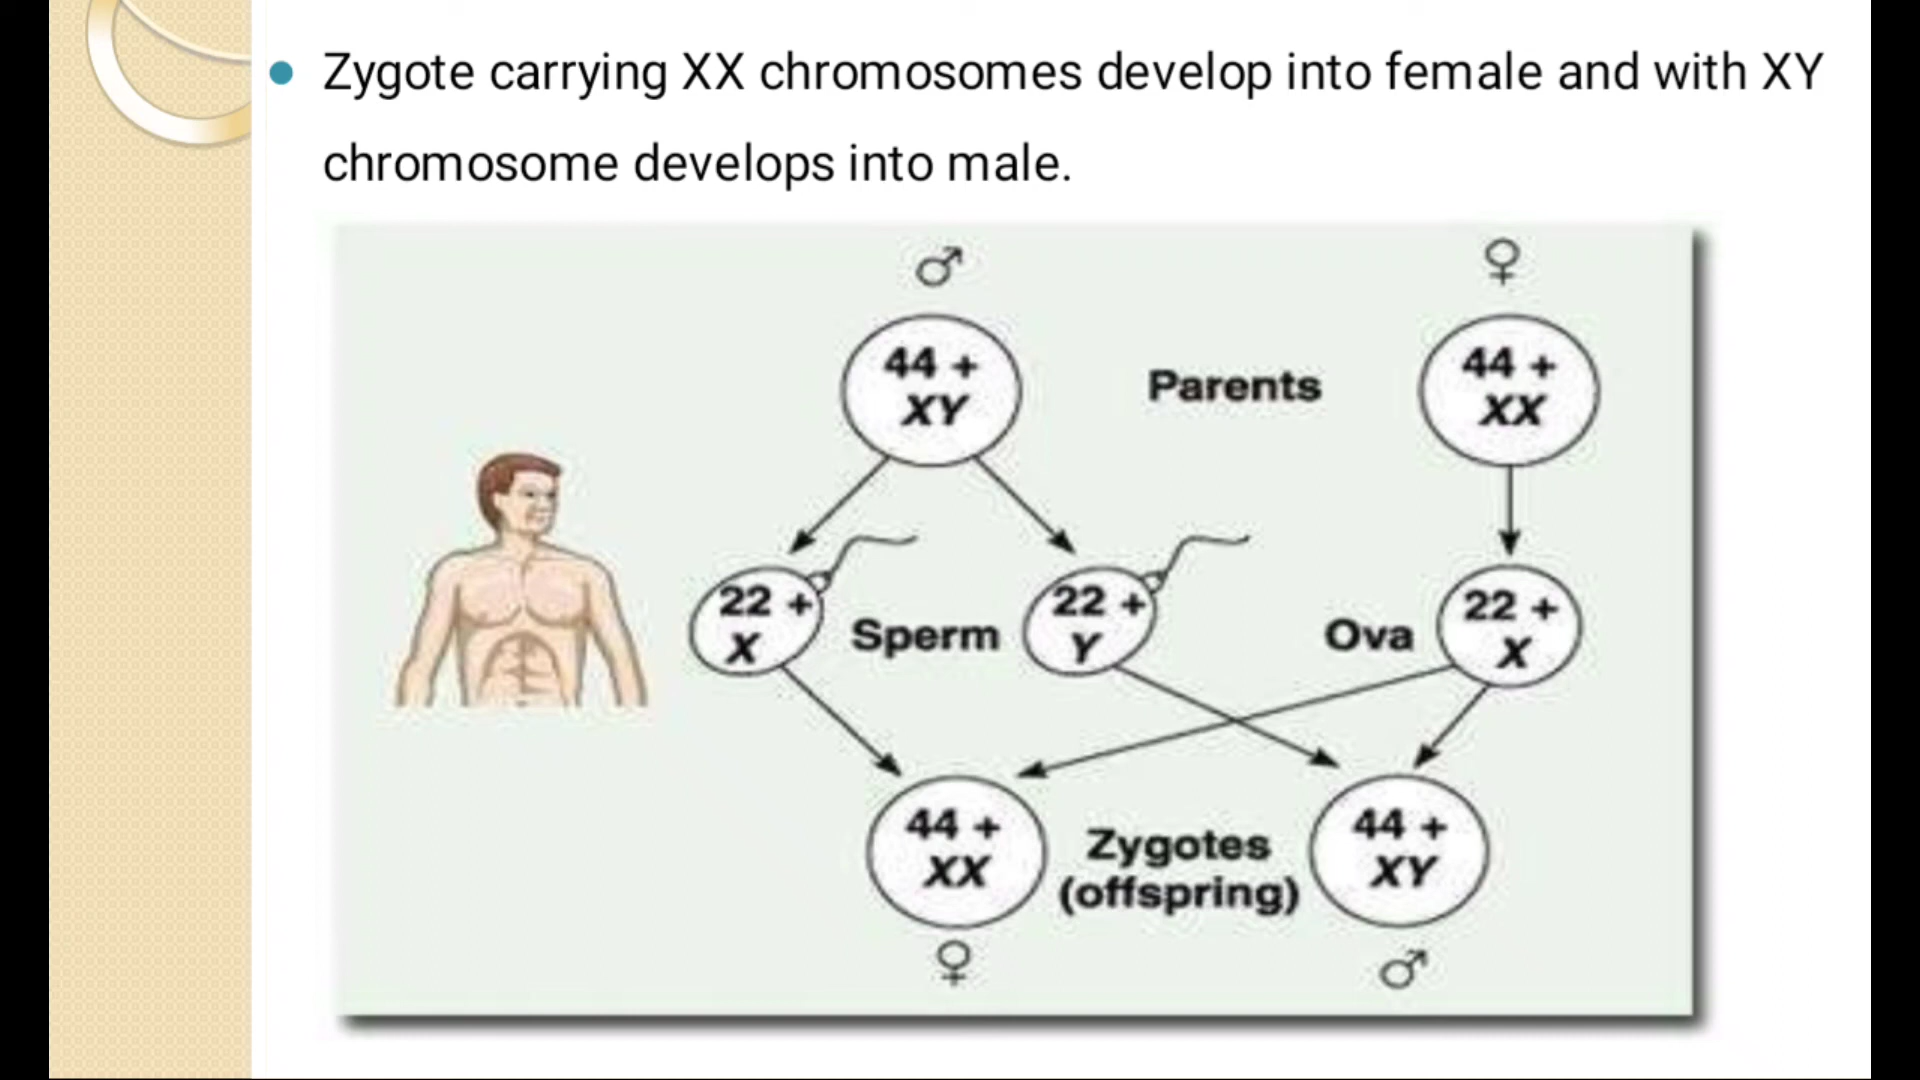 Zygote carrying XX chromosomes develop into female and with XY
chromosome develops into male.
♂ ♀
44 +
XY
Parents
44 +
XX
22 +
X
Sperm
22 +
Y
Ova
22 +
X
44 +
XX
Zygotes
(offspring)
44 +
XY
♀ ♂